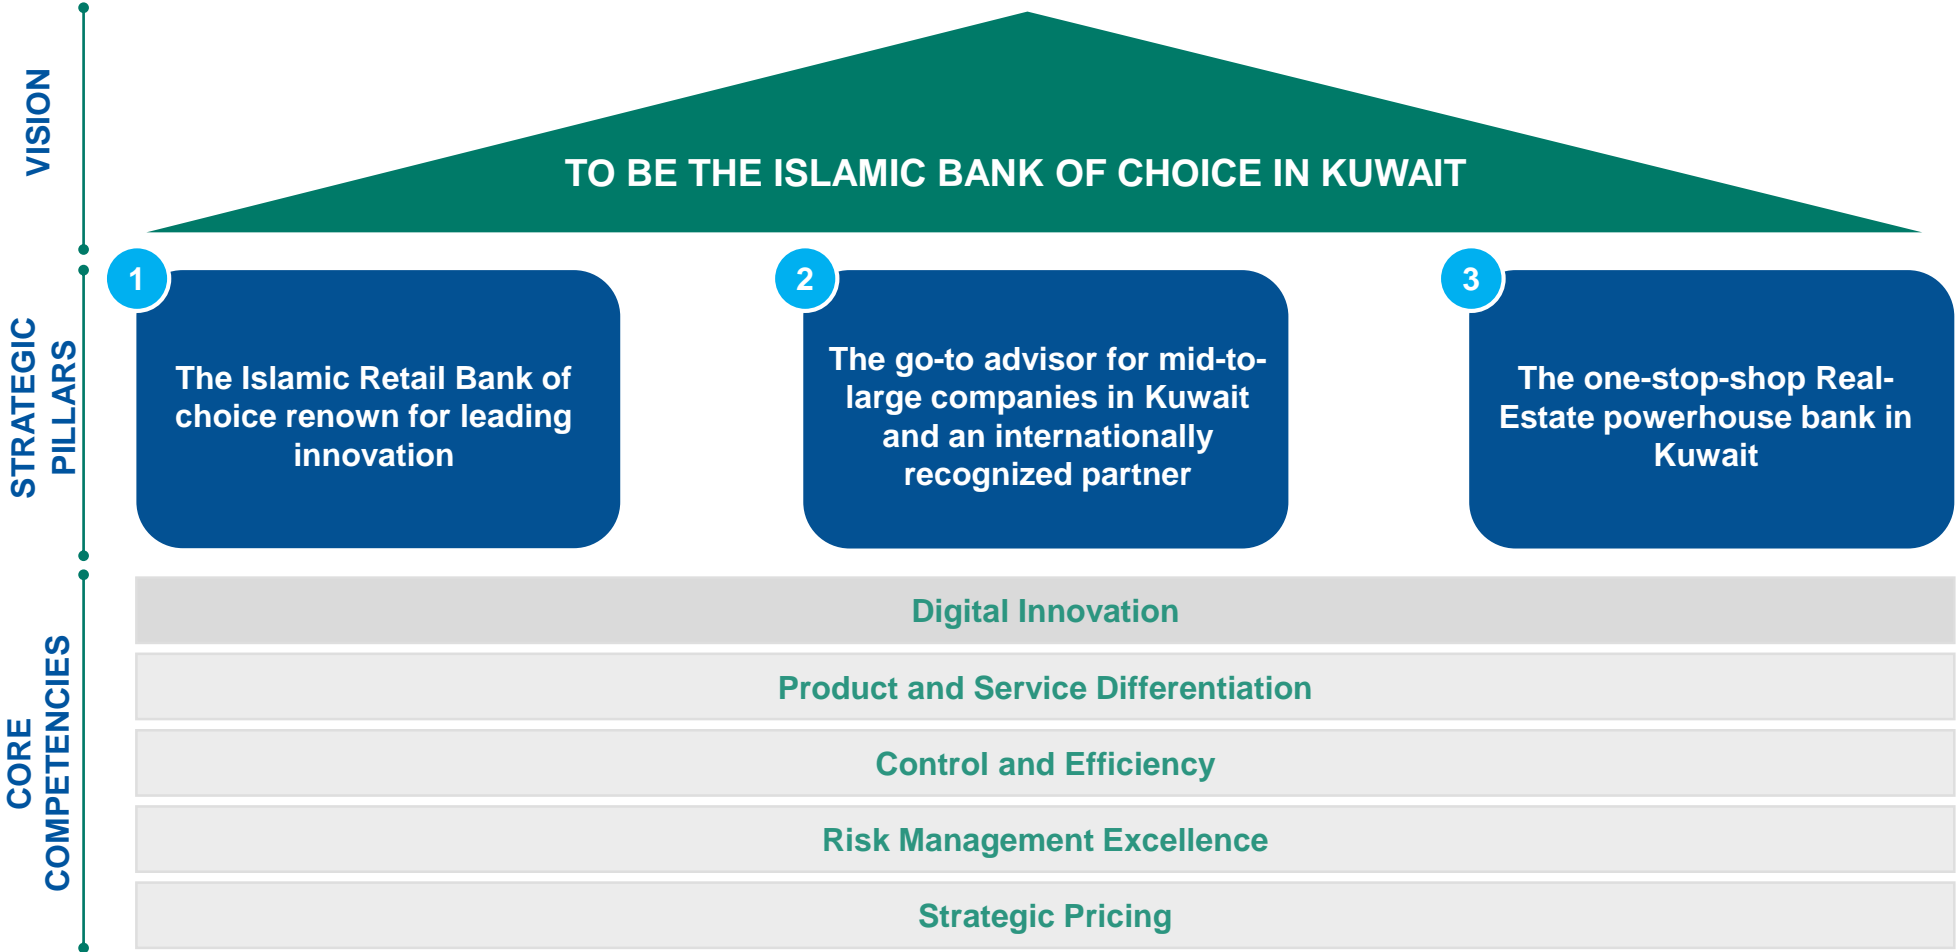 VISION
TO BE THE ISLAMIC BANK OF CHOICE IN KUWAIT
STRATEGIC
PILLARS
1
The Islamic Retail Bank of
choice renown for leading
innovation
2
The go-to advisor for mid-to-
large companies in Kuwait
and an internationally
recognized partner
3
The one-stop-shop Real-
Estate powerhouse bank in
Kuwait
CORE
COMPETENCIES
Digital Innovation
Product and Service Differentiation
Control and Efficiency
Risk Management Excellence
Strategic Pricing